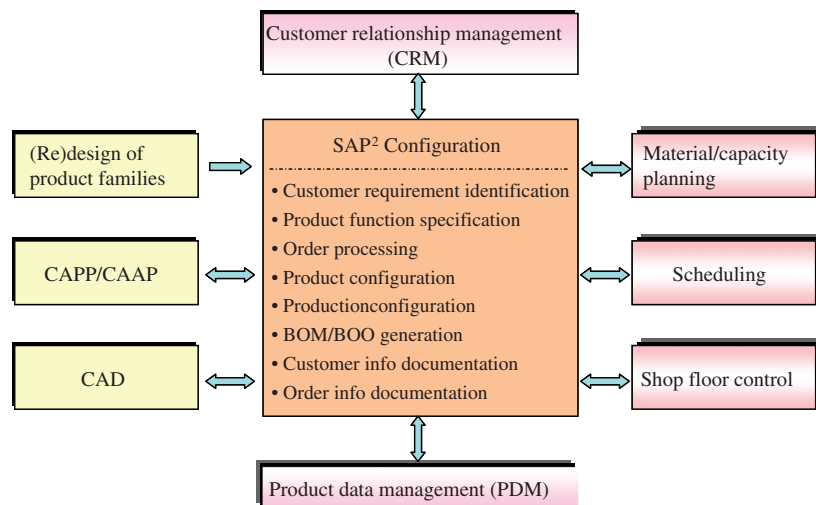 Customer relationship management
(CRM)
(Re)design of
product families
CAPP/CAAP
CAD
SAP² Configuration
• Customer requirement identification
• Product function specification
• Order processing
• Product configuration
• Productionconfiguration
• BOM/BOO generation
• Customer info documentation
• Order info documentation
Material/capacity
planning
Scheduling
Shop floor control
Product data management (PDM)